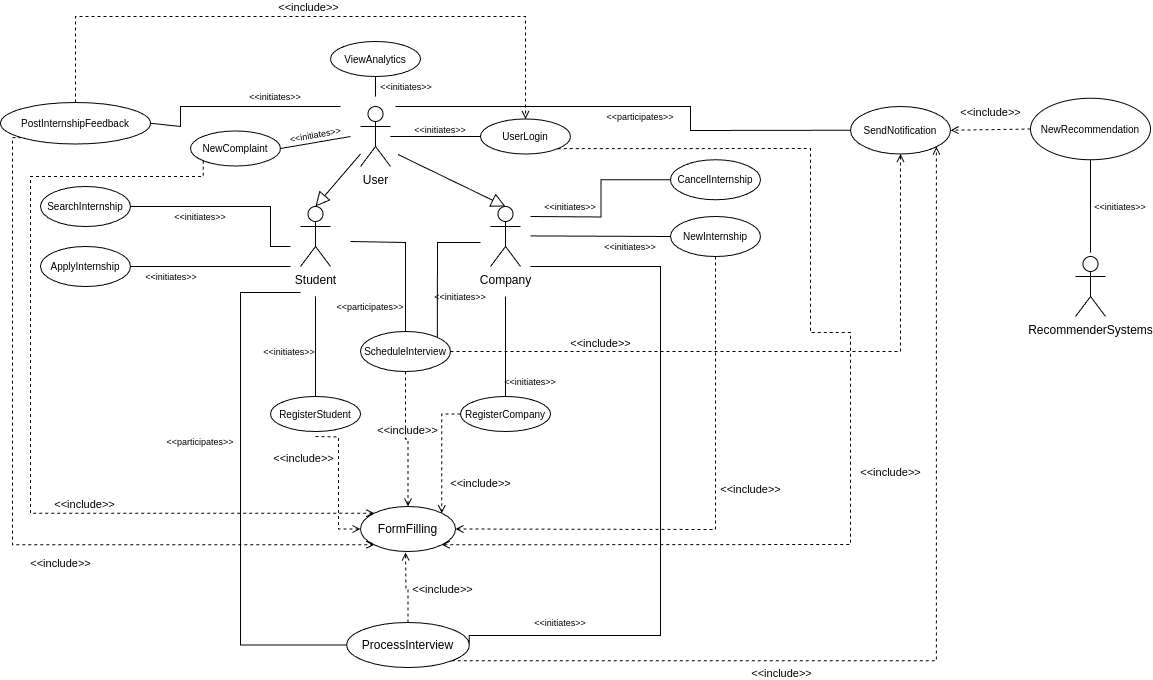 <<include>>
ViewAnalytics
<<initiates>>
<<initiates>>
PostInternshipFeedback
NewComplaint
<<initiates>>
<<initiates>>
UserLogin
<<participates>>
SendNotification
<<include>>
NewRecommendation
User
SearchInternship
<<initiates>>
CancelInternship
<<initiates>>
<<initiates>>
NewInternship
<<initiates>>
ApplyInternship
<<initiates>>
Student
Company
<<participates>>
<<initiates>>
RecommenderSystems
<<initiates>>
ScheduleInterview
<<include>>
<<initiates>>
RegisterStudent
RegisterCompany
<<participates>>
<<include>>
<<include>>
<<include>>
<<include>>
<<include>>
<<include>>
FormFilling
<<include>>
<<include>>
<<initiates>>
ProcessInterview
<<include>>